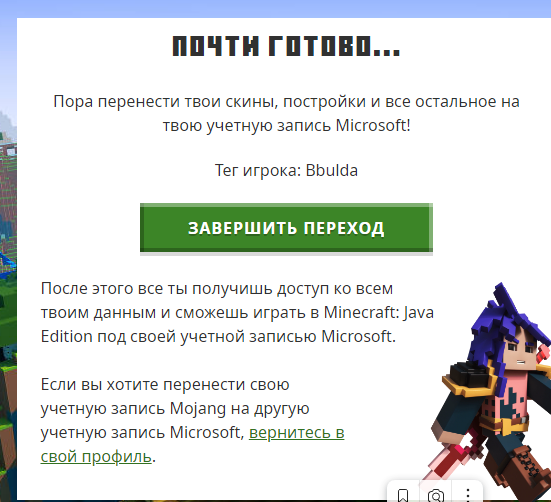 ПОЧТИ ГОТОВО...
Пора перенести твои скины, постройки и все остальное на
твою учетную запись Microsoft!
Тег игрока: Bbulda
ЗАВЕРШИТЬ ПЕРЕХОД
После этого все ты получишь доступ ко всем
твоим данным и сможешь играть в Minecraft: Java
Edition под своей учетной записью Microsoft.
Если вы хотите перенести свою
учетную запись Mojang на другую
учетную запись Microsoft, вернитесь в
свой профиль.